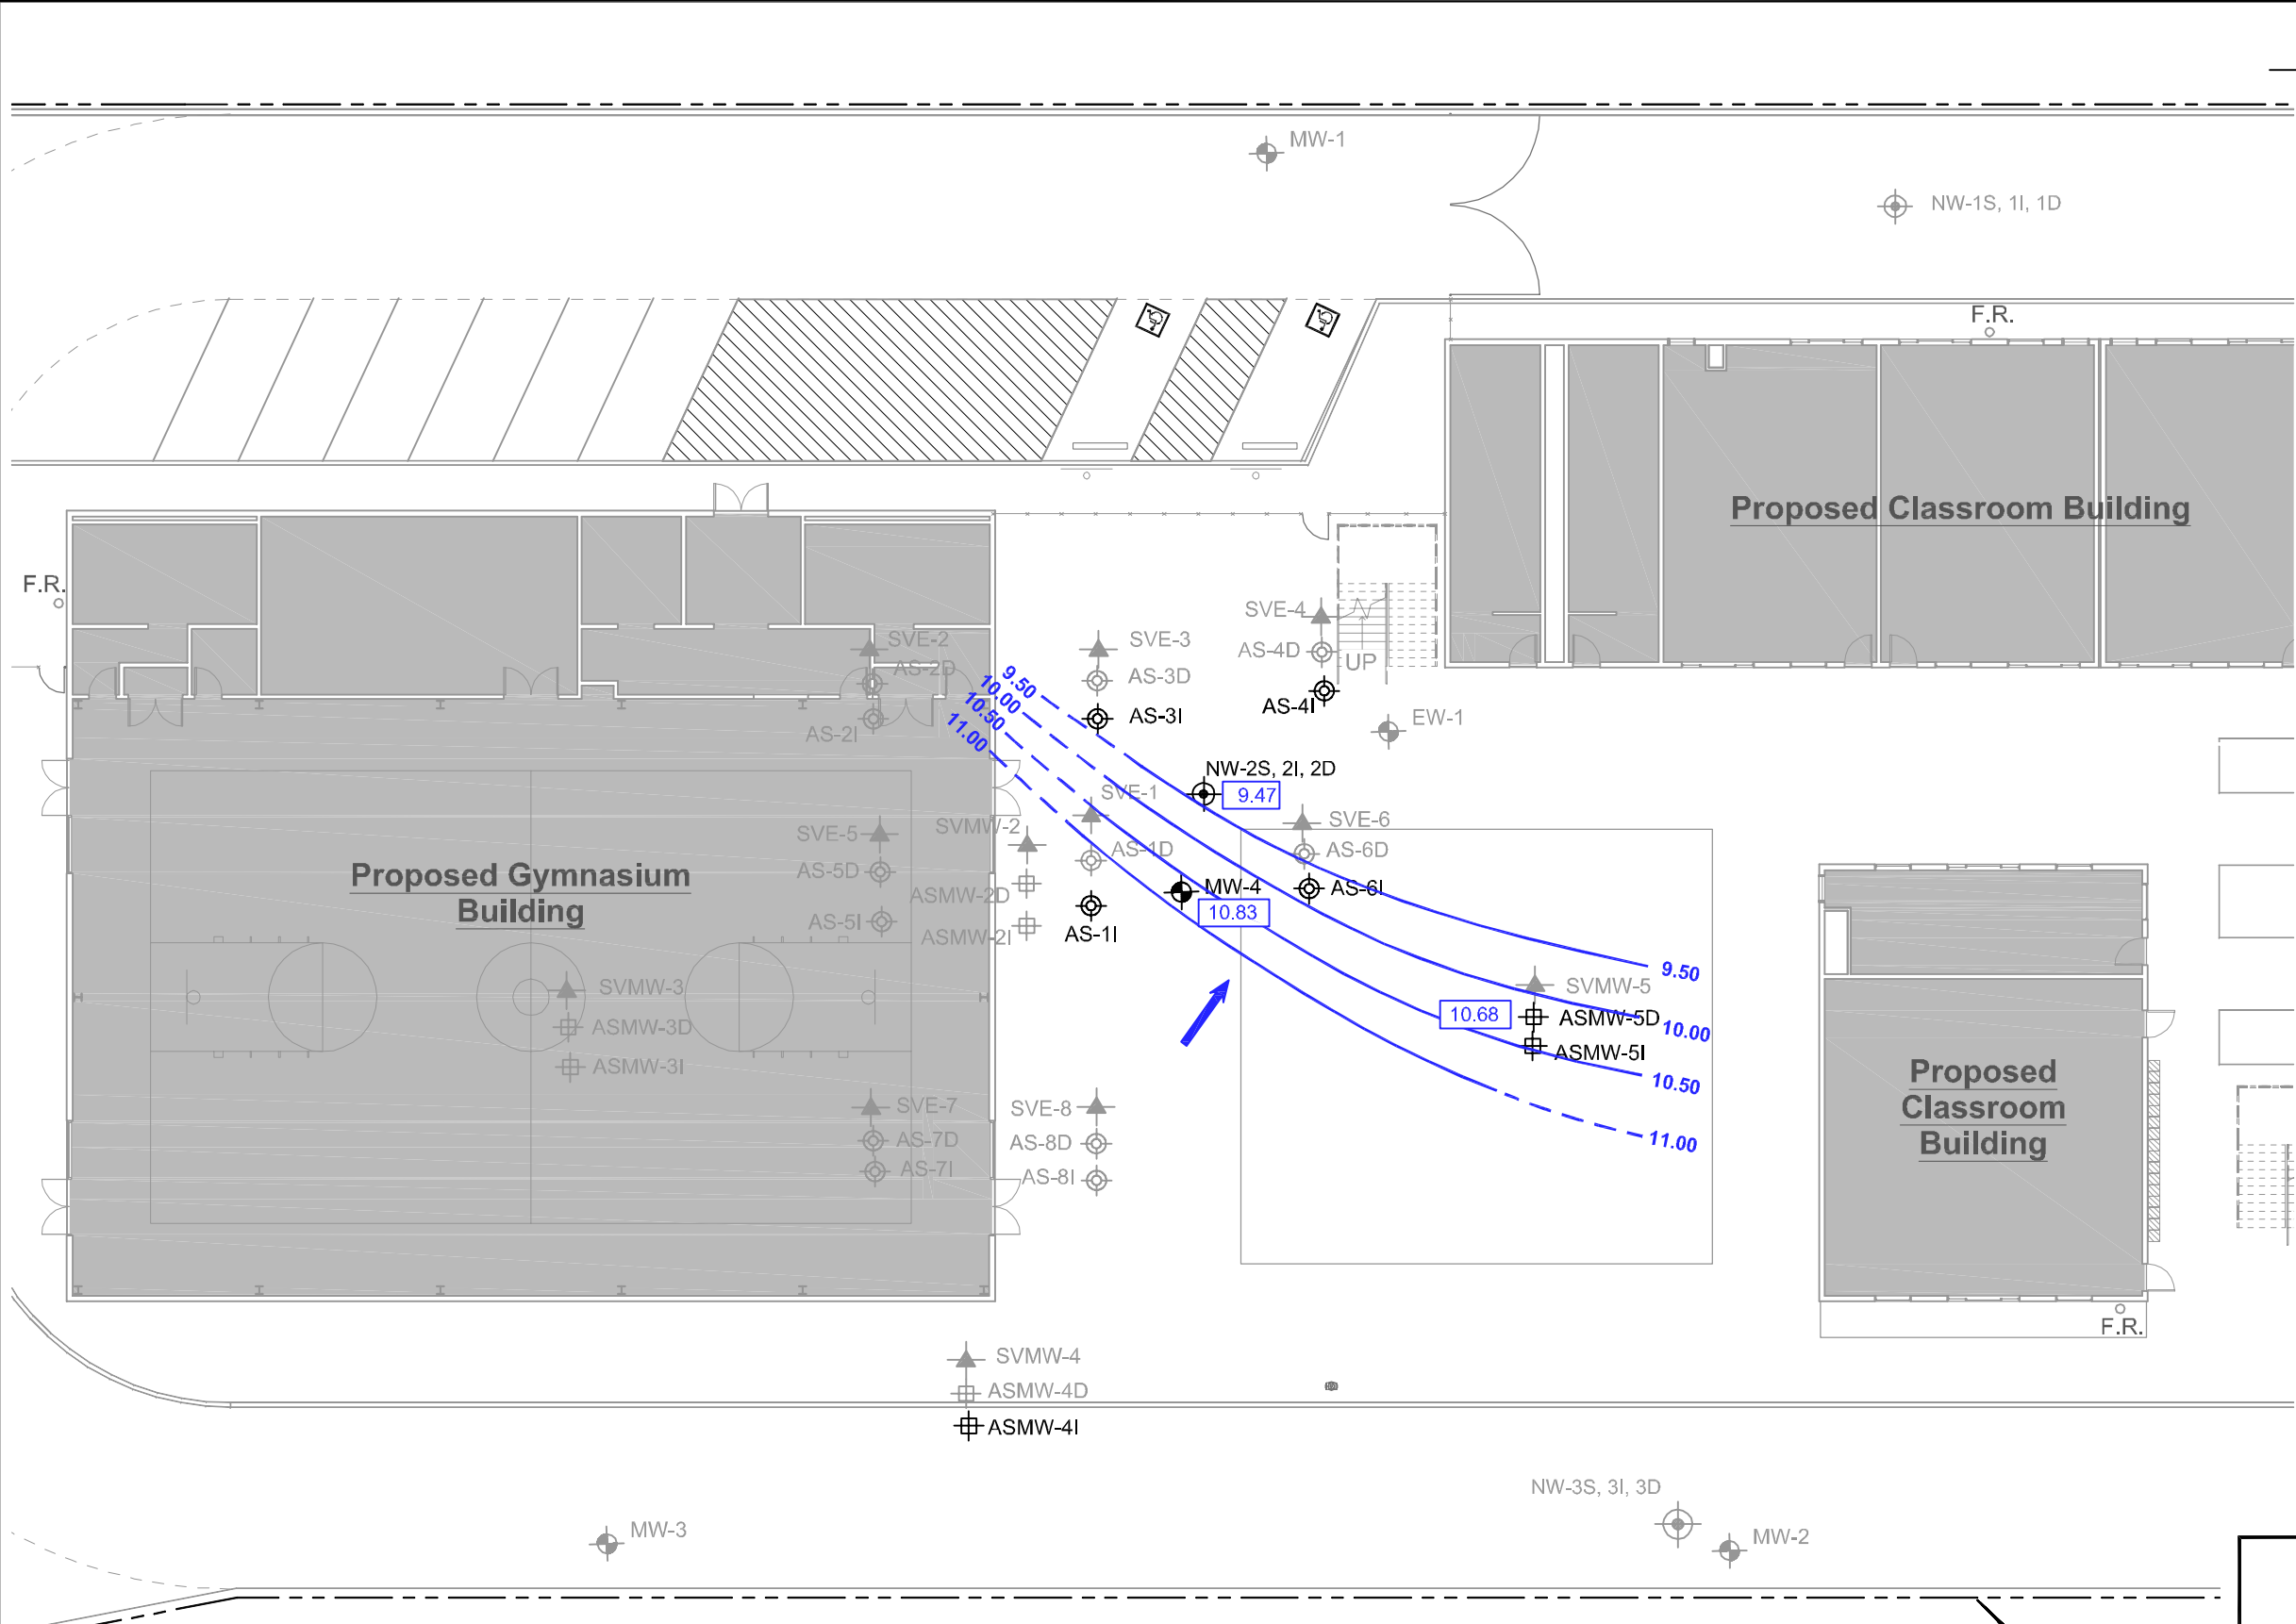 MW-1
NW-1S, 1I, 1D
F.R.
Proposed Classroom Building
F.R.
SVE-4
SVE-2
SVE-3
AS-4D
UP
AS-2D
AS-3D
9.50
10.00
10.50
11.00
AS-4I
AS-3I
EW-1
AS-2I
NW-2S, 2I, 2D
9.47
SVE-1
SVE-6
SVMW-2
SVE-5
AS-1D
AS-6D
AS-5D
Proposed Gymnasium
Building
MW-4
AS-6I
ASMW-2D
10.83
AS-5I
AS-1I
ASMW-2I
9.50
SVMW-3
SVMW-5
10.68
ASMW-5D
10.00
ASMW-3D
ASMW-5I
ASMW-3I
10.50
Proposed
Classroom
Building
SVE-7
SVE-8
AS-7D
AS-8D
11.00
AS-7I
AS-8I
F.R.
SVMW-4
ASMW-4D
ASMW-4I
NW-3S, 3I, 3D
MW-3
MW-2